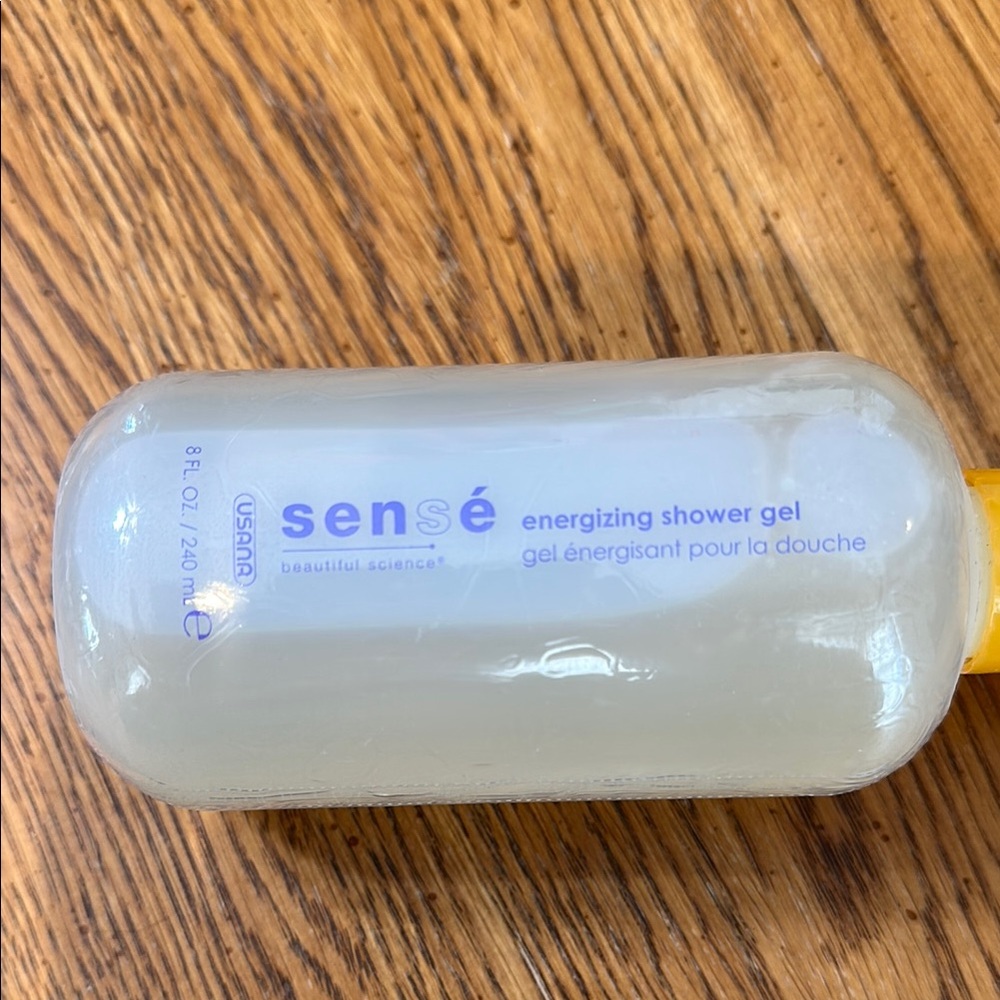 sensé
beautiful science®
energizing shower gel
gel énergisant pour la douche
USANA
8 FL. OZ. / 240 mL e